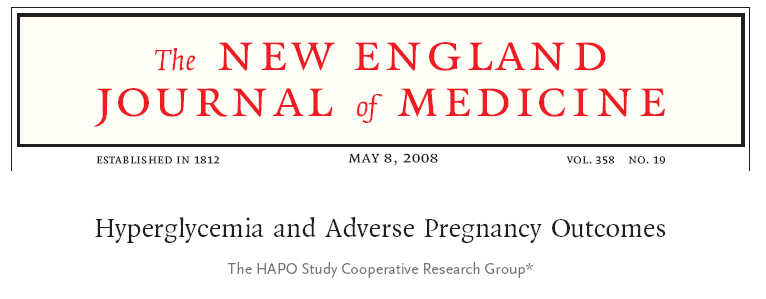 The NEW ENGLAND
JOURNAL of MEDICINE
ESTABLISHED IN 1812 MAY 8, 2008 VOL. 358 NO. 19
Hyperglycemia and Adverse Pregnancy Outcomes
The HAPO Study Cooperative Research Group*